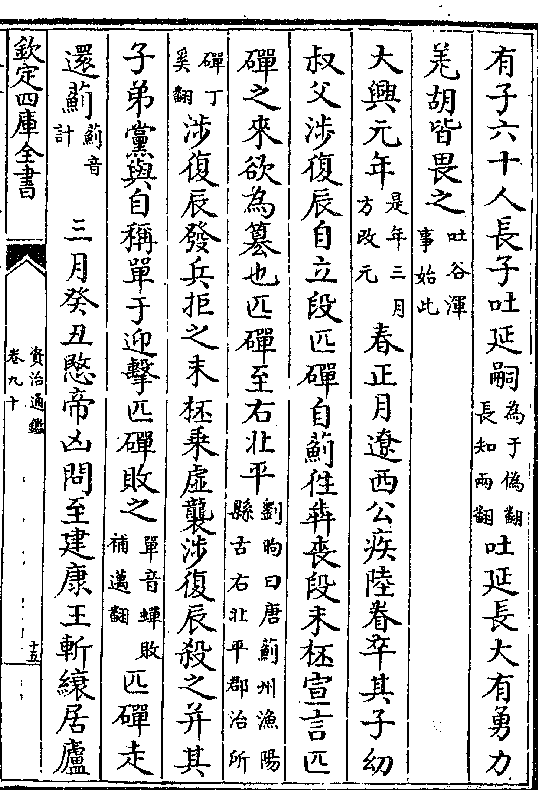 有子六十人長子吐延嗣為于偽翻長知兩翻吐延長大有勇力
羌胡皆畏之吐谷渾事始此
大興元年是年三月方改元春正月遼西公疾陸眷卒其子幼
叔父涉復辰自立段匹磾自薊徃犇喪段末柸宣言匹
磾之來欲為簒也匹磾至右北平劉昫曰唐薊州漁陽縣古右北平郡治所
磾丁奚翻涉復辰發兵拒之末柸乗虚襲涉復辰殺之并其
子弟黨與自稱單于迎擊匹磾敗之單音蟬敗補邁翻匹磾走
還薊薊音計三月癸丑愍帝凶問至建康王斬縗居廬
欽定四庫全書
資治通鑑
卷九十
十五